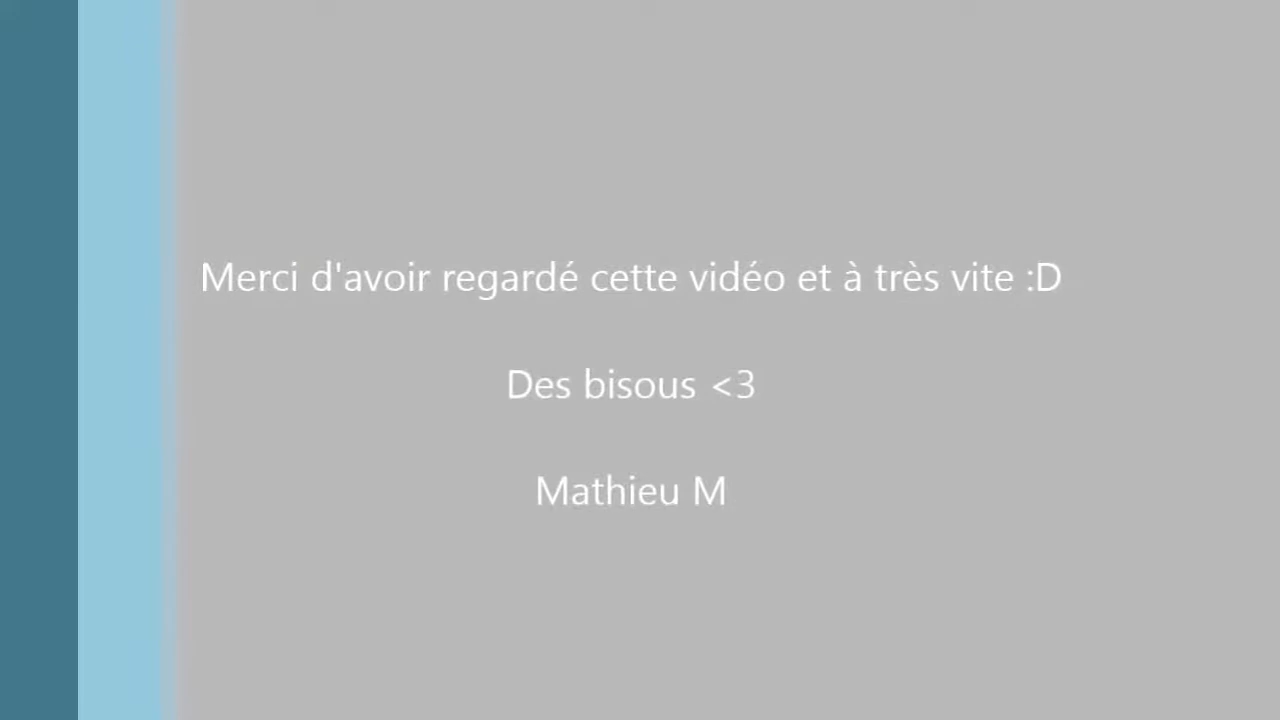 Merci d'avoir regardé cette vidéo et à très vite :D
Des bisous <3
Mathieu M